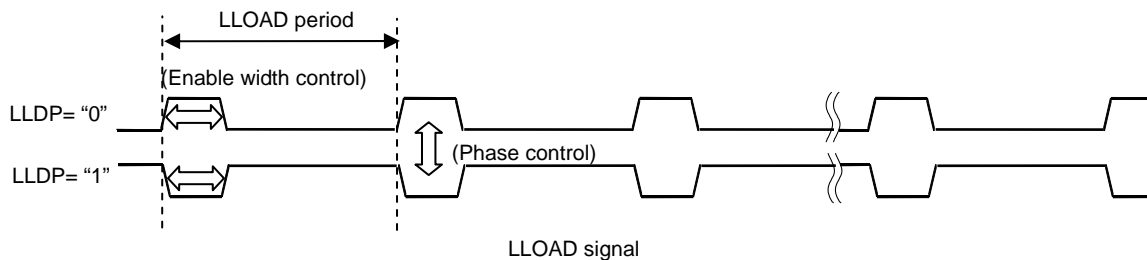 LLOAD period
(Enable width control)
LLDP= “0”
(Phase control)
LLDP= “1”
LLOAD signal